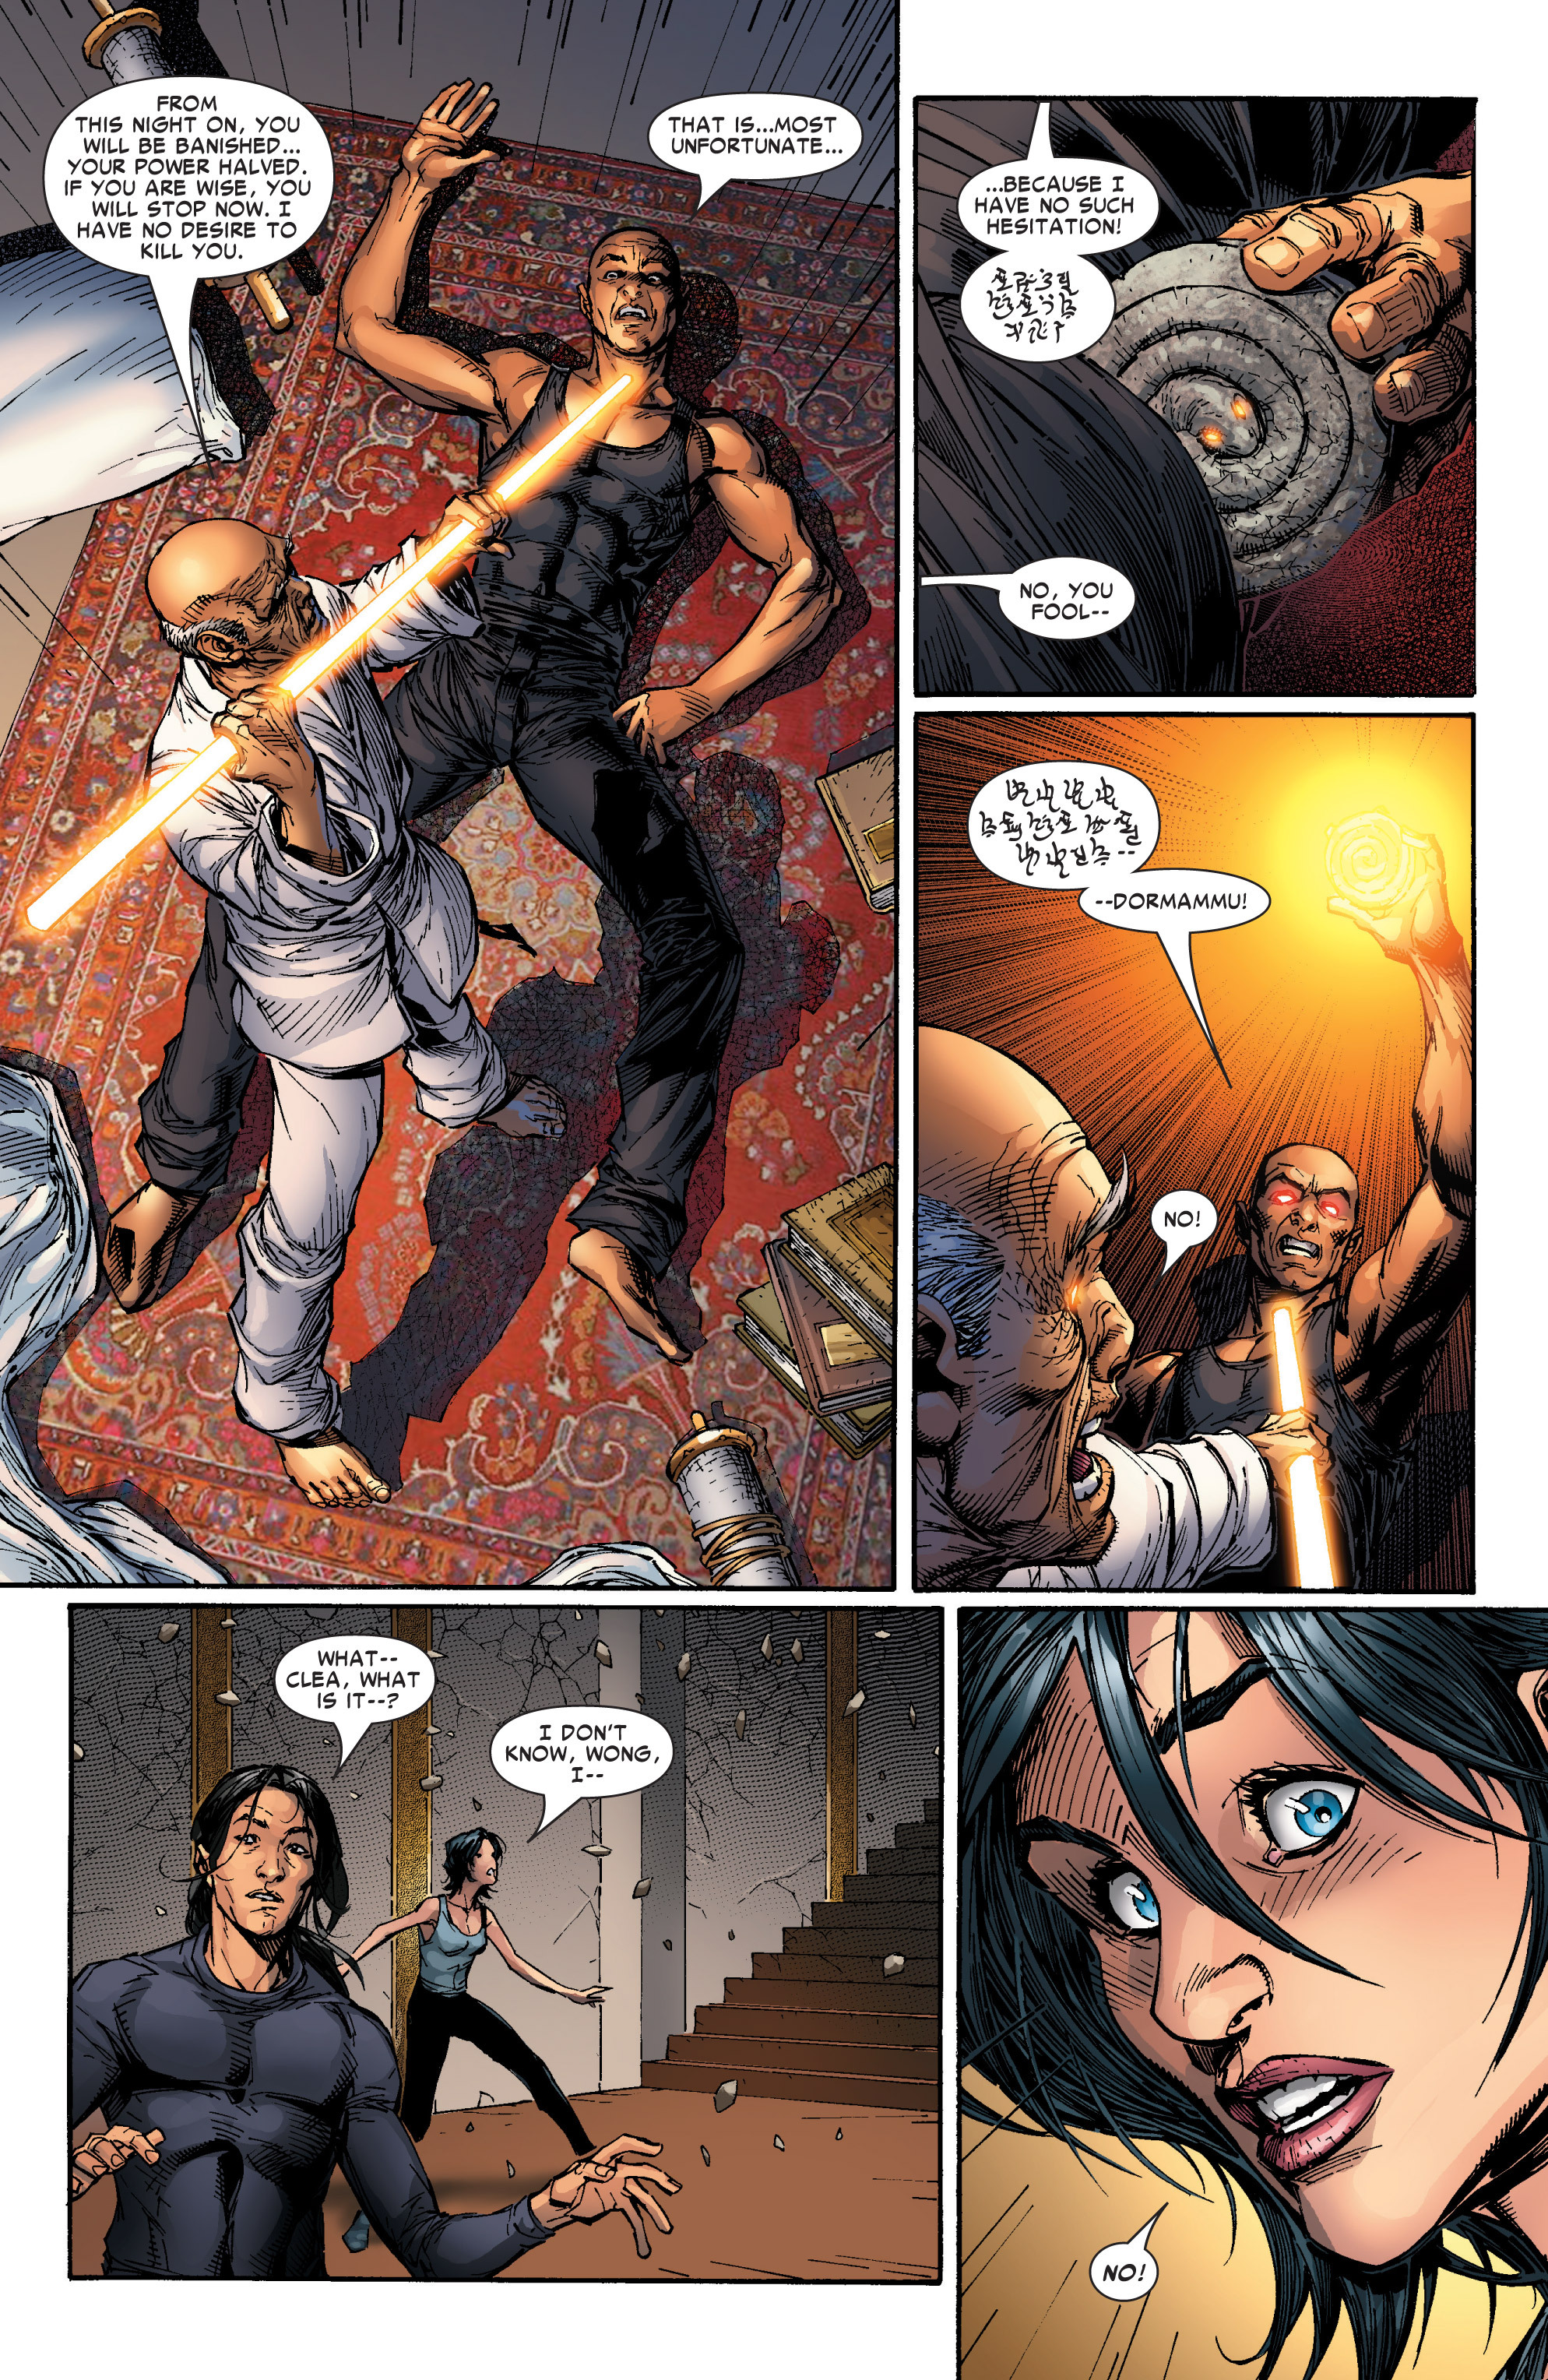 FROM
THIS NIGHT ON, YOU
WILL BE BANISHED...
YOUR POWER HALVED.
IF YOU ARE WISE, YOU
WILL STOP NOW. I
HAVE NO DESIRE TO
KILL YOU.
THAT IS...MOST
UNFORTUNATE...
...BECAUSE I
HAVE NO SUCH
HESITATION!
NO, YOU
FOOL--
--DORMAMMU!
NO!
WHAT--
CLEA, WHAT
IS IT--?
I DON'T
KNOW, WONG,
I--
NO!